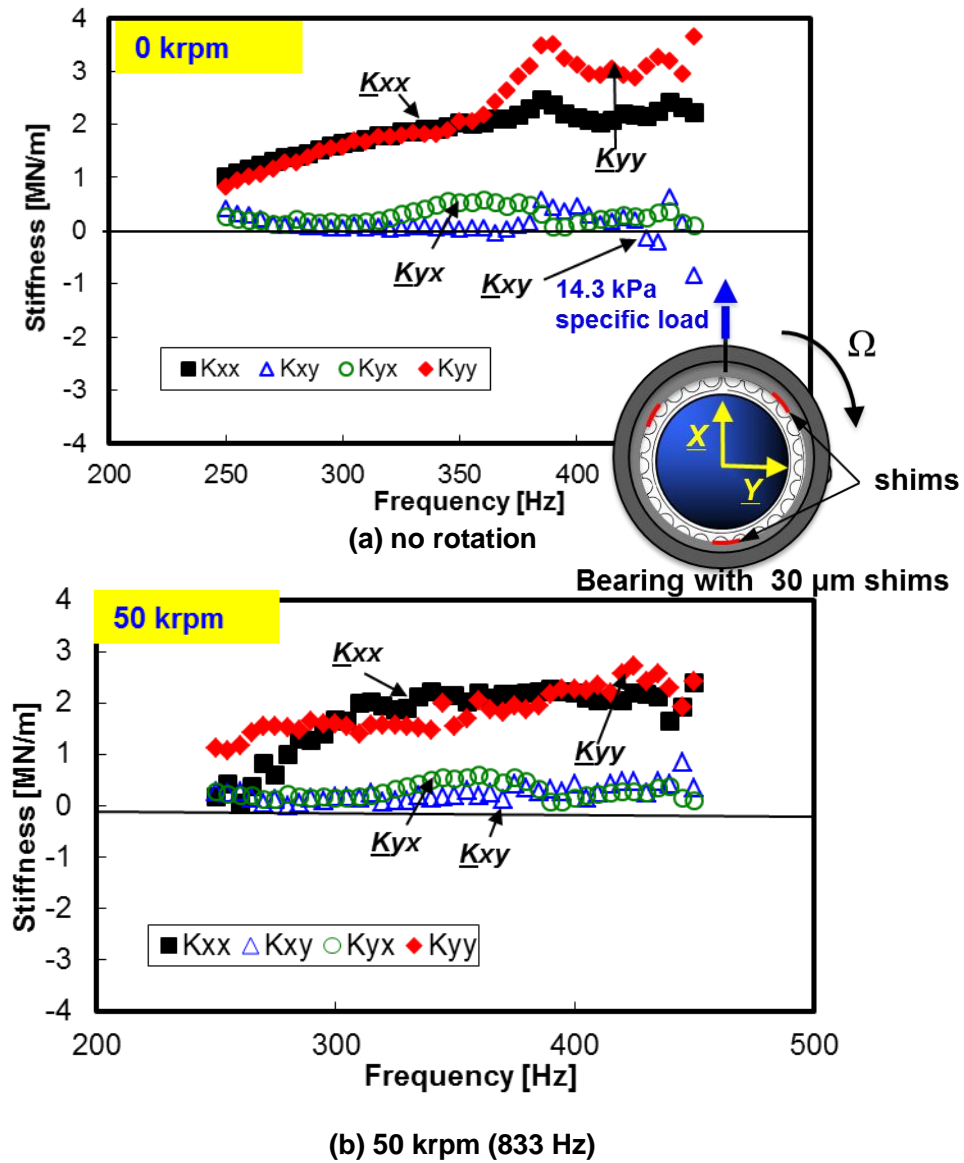 4
0 krpm
3
Kxx
2
Kyy
1
0
Kyx
Kxy
-1
14.3 kPa
specific load
Ω
-2
Kxx Kxy Kyx Kyy
-3
-4
Stiffness [MN/m]
X
Y
shims
200 250 300 350 400
Frequency [Hz]
(a) no rotation
Bearing with 30 µm shims
4
50 krpm
3
Kxx
2
Kyy
1
0
Kyx
Kxy
-1
-2
Kxx Kxy Kyx Kyy
-3
-4
Stiffness [MN/m]
200 300 400 500
Frequency [Hz]
(b) 50 krpm (833 Hz)